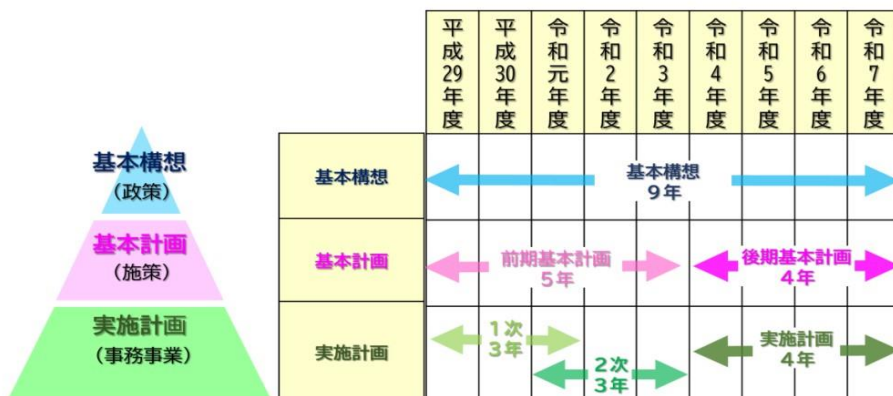 平成29年度
平成30年度
令和元年度
令和2年度
令和3年度
令和4年度
令和5年度
令和6年度
令和7年度
基本構想
（政策）
基本計画
（施策）
実施計画
（事務事業）
基本構想
基本構想
9年
基本計画
前期基本計画
5年
後期基本計画
4年
実施計画
1次
3年
2次
3年
実施計画
4年